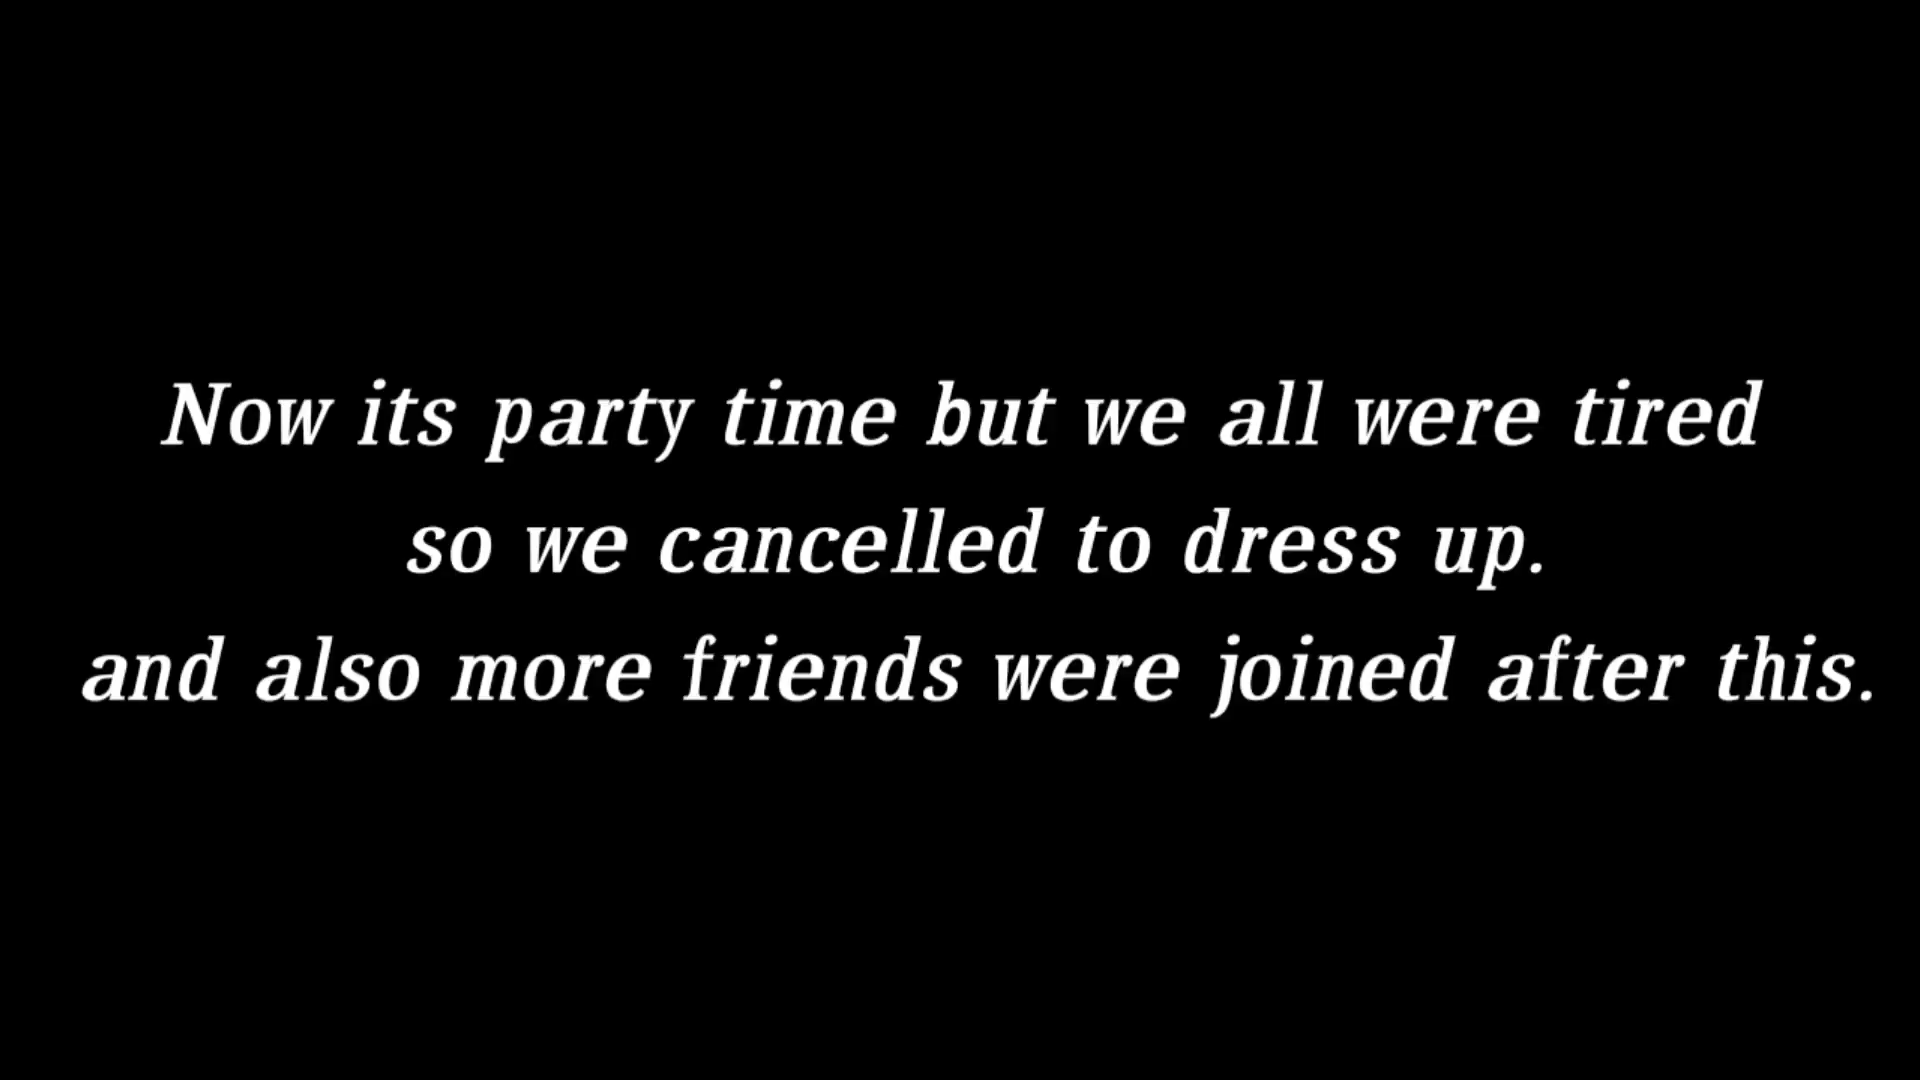 Now its party time but we all were tired
so we cancelled to dress up.
and also more friends were joined after this.